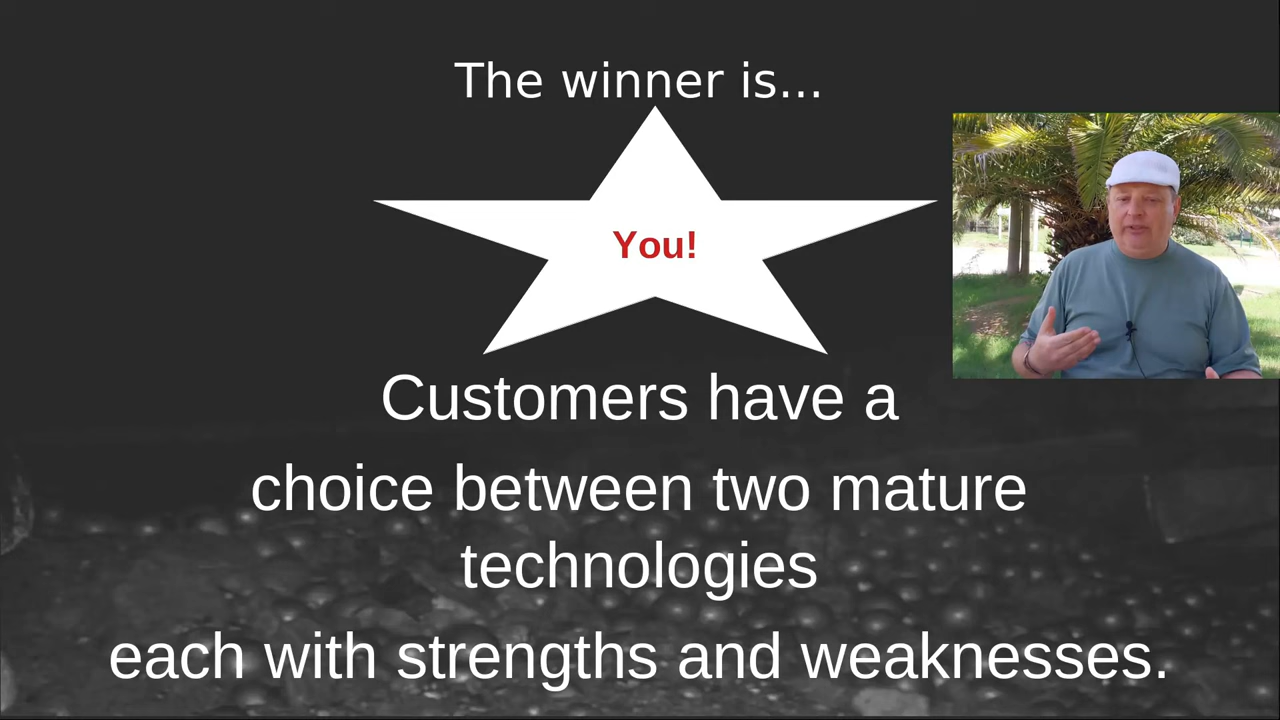 The winner is...
You!
Customers have a
choice between two mature
technologies
each with strengths and weaknesses.